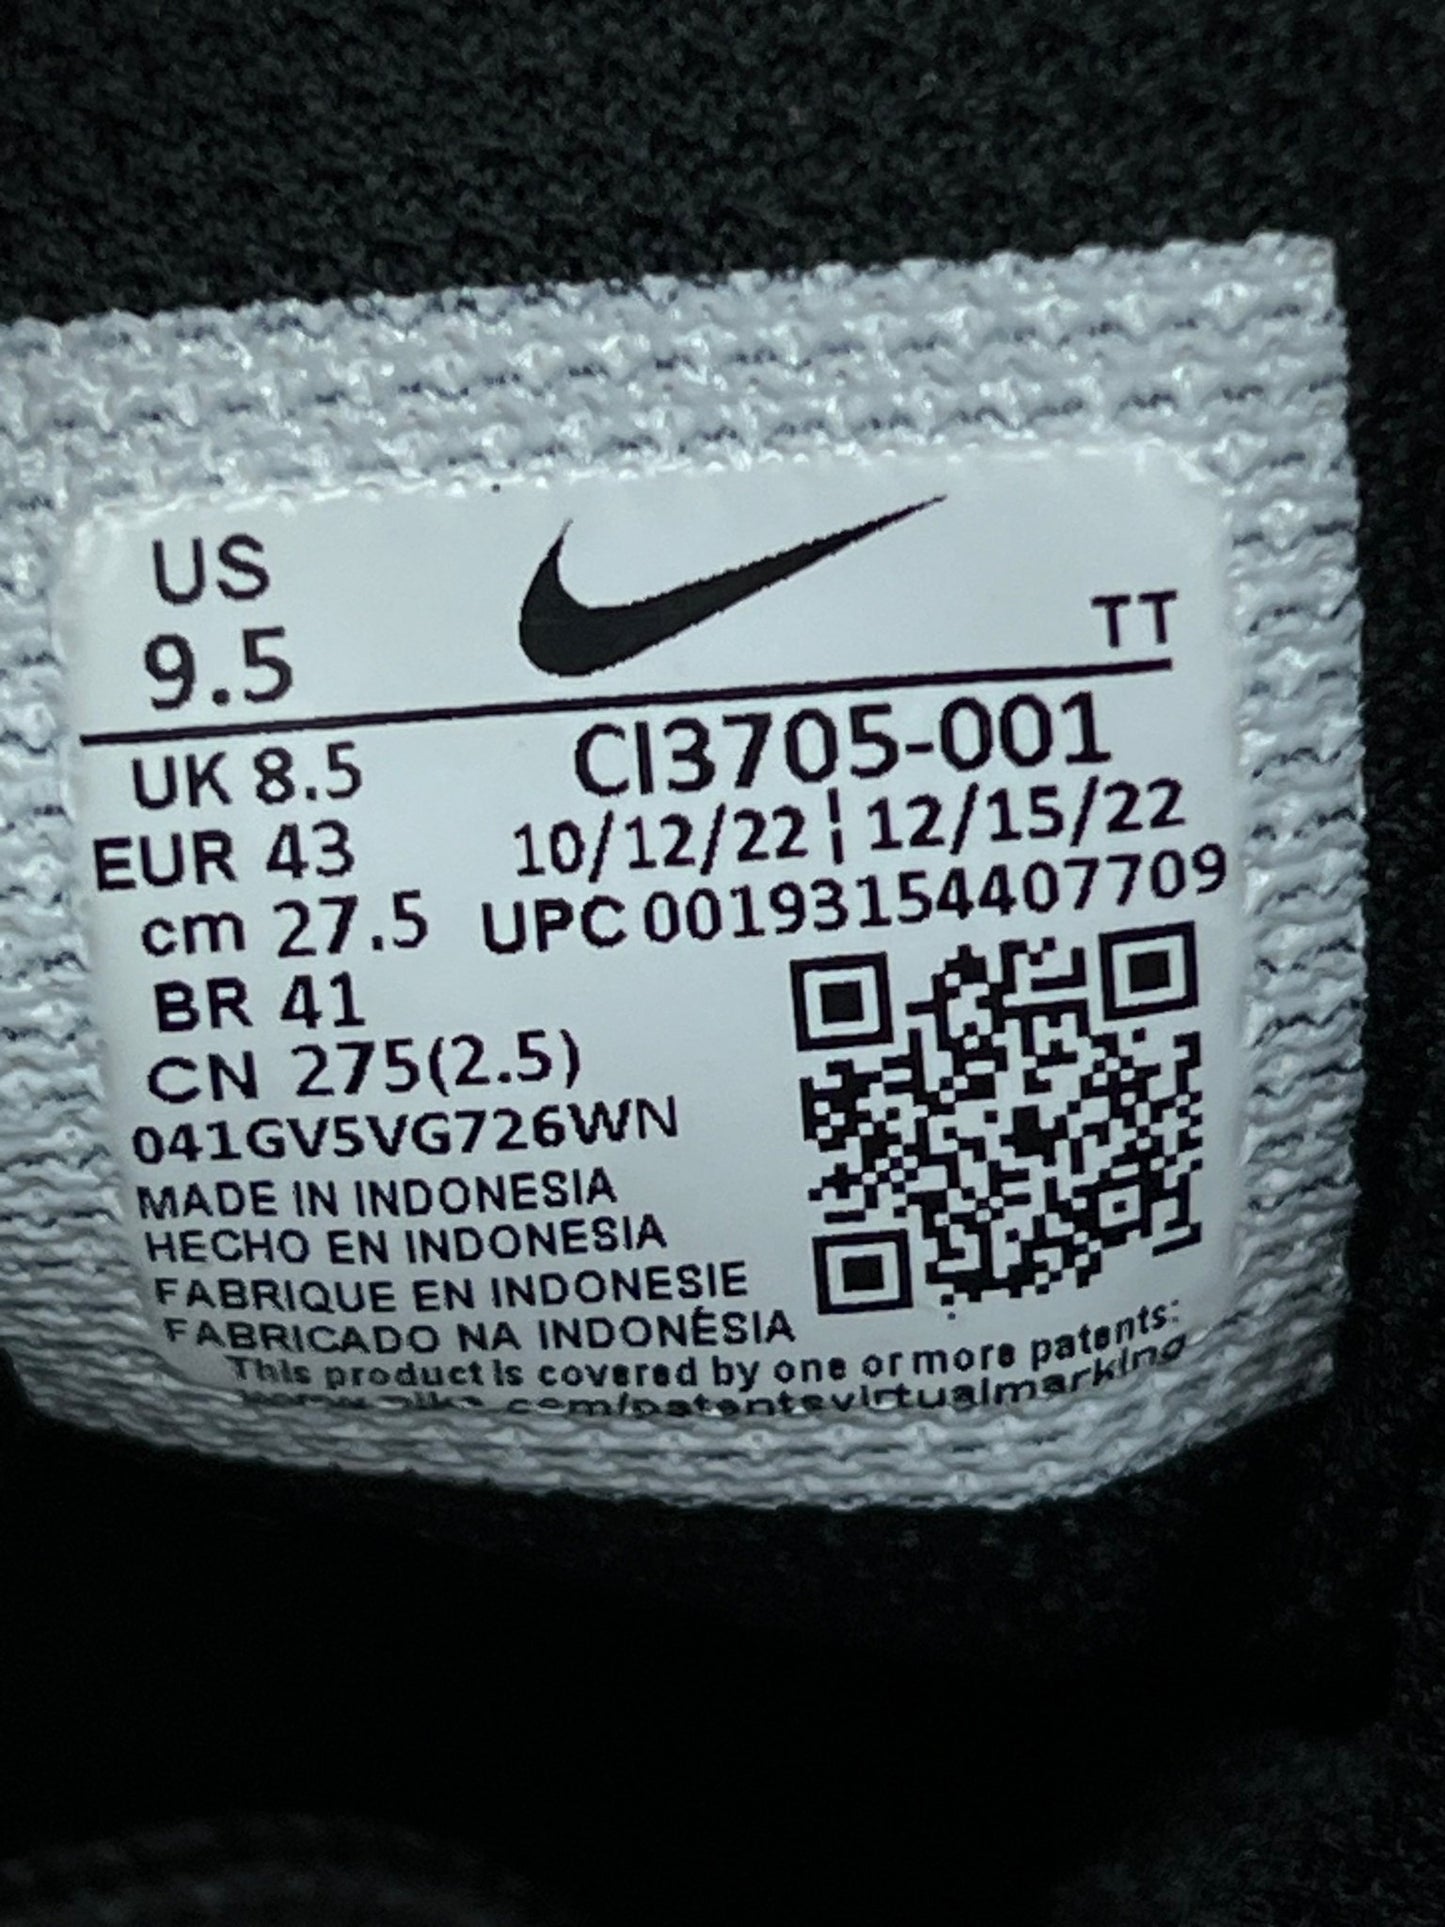 US
9.5
TT
UK 8.5
CI3705-001
EUR 43
10/12/22¦12/15/22
cm 27.5
UPC 00193154407709
BR 41
CN 275(2.5)
041GV5VG726WN
MADE IN INDONESIA
HECHO EN INDONESIA
FABRIQUE EN INDONESIE
FABRICADO NA INDONÉSIA
This product is covered by one or more patents:
.com/patentsvirtualmarking